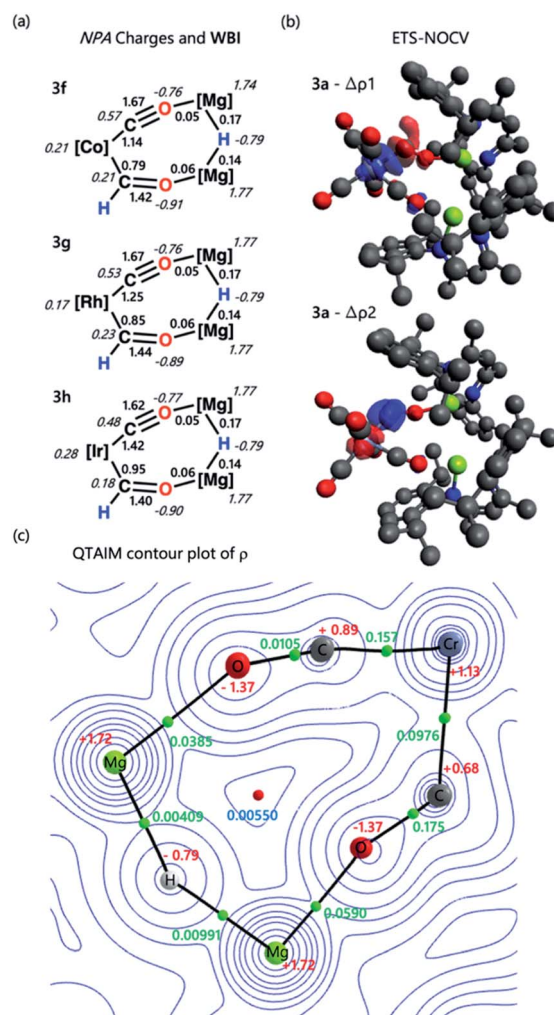 (a)
NPA Charges and WBI
3f
-0.76 [Mg] 1.74
1.67 O 0.05
0.57 C 0.17
1.14 H -0.79
0.21 [Co]
0.79 0.14
0.21 C 0.06 [Mg]
1.42 O 1.77
H -0.91
3g
-0.76 [Mg] 1.77
1.67 O 0.05
0.53 C 0.17
1.25 H -0.79
0.17 [Rh]
0.85 0.14
0.23 C 0.06 [Mg]
1.44 O 1.77
H -0.89
3h
-0.77 [Mg] 1.77
1.62 O 0.05
0.48 C 0.17
1.42 H -0.79
0.28 [Ir]
0.95 0.14
0.18 C 0.06 [Mg]
1.40 O 1.77
H -0.90
(b)
ETS-NOCV
3a - Δρ1
3a - Δρ2
(c)
QTAIM contour plot of ρ
+ 0.89
0.0105 C 0.157 Cr
O +1.13
- 1.37
+1.72 0.0385 0.0976
Mg +0.68
0.00409 0.00550 C
-1.37 0.175
- 0.79 O
H
0.00991 0.0590
Mg
+1.72